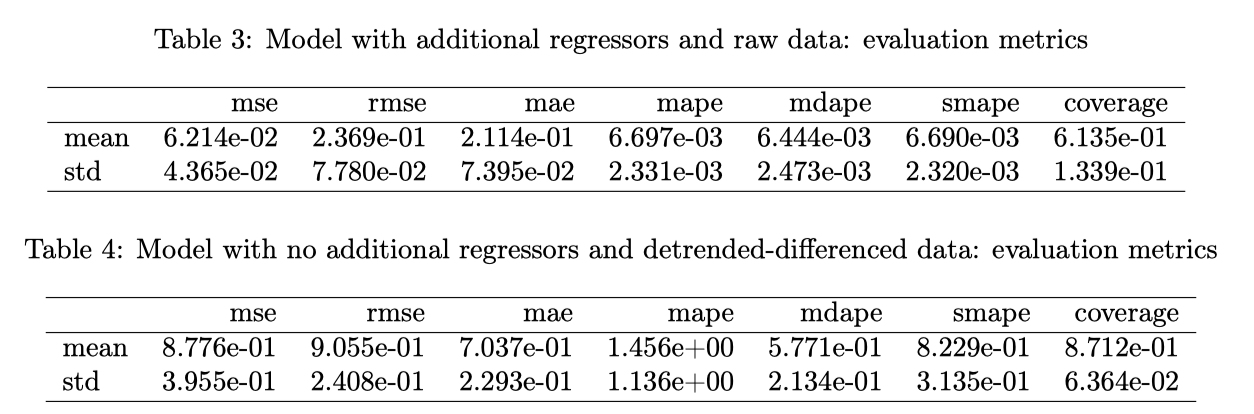 Table 3: Model with additional regressors and raw data: evaluation metrics
mse rmse mae mape mdape smape coverage
mean 6.214e-02 2.369e-01 2.114e-01 6.697e-03 6.444e-03 6.690e-03 6.135e-01
std 4.365e-02 7.780e-02 7.395e-02 2.331e-03 2.473e-03 2.320e-03 1.339e-01
Table 4: Model with no additional regressors and detrended-differenced data: evaluation metrics
mse rmse mae mape mdape smape coverage
mean 8.776e-01 9.055e-01 7.037e-01 1.456e+00 5.771e-01 8.229e-01 8.712e-01
std 3.955e-01 2.408e-01 2.293e-01 1.136e+00 2.134e-01 3.135e-01 6.364e-02